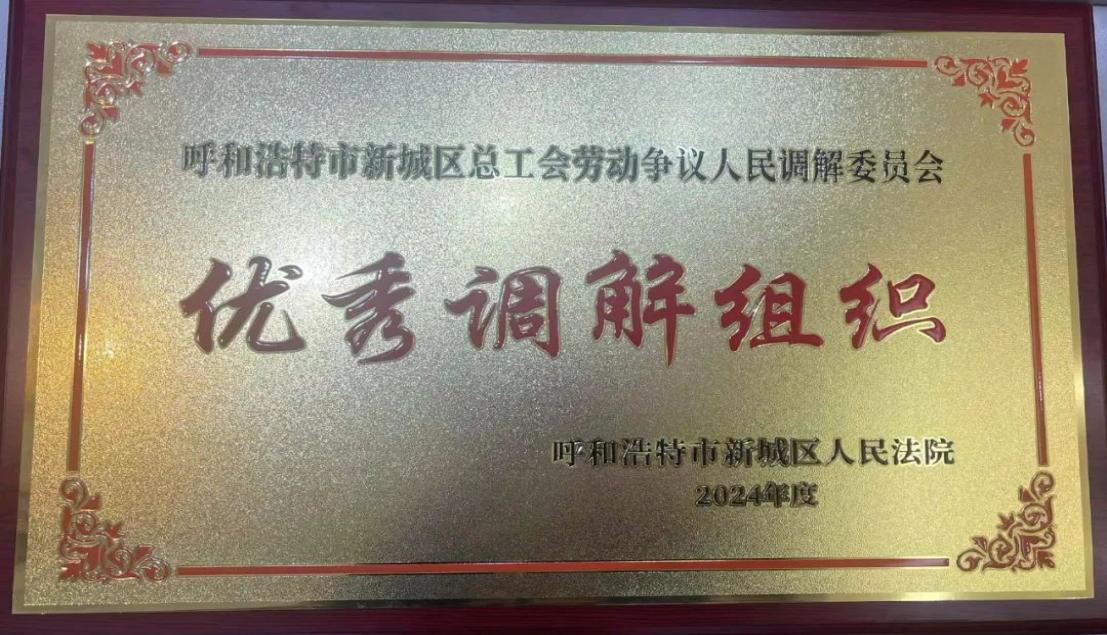 呼和浩特市新城区总工会劳动争议人民调解委员会
优秀调解组织
呼和浩特市新城区人民法院
2024年度